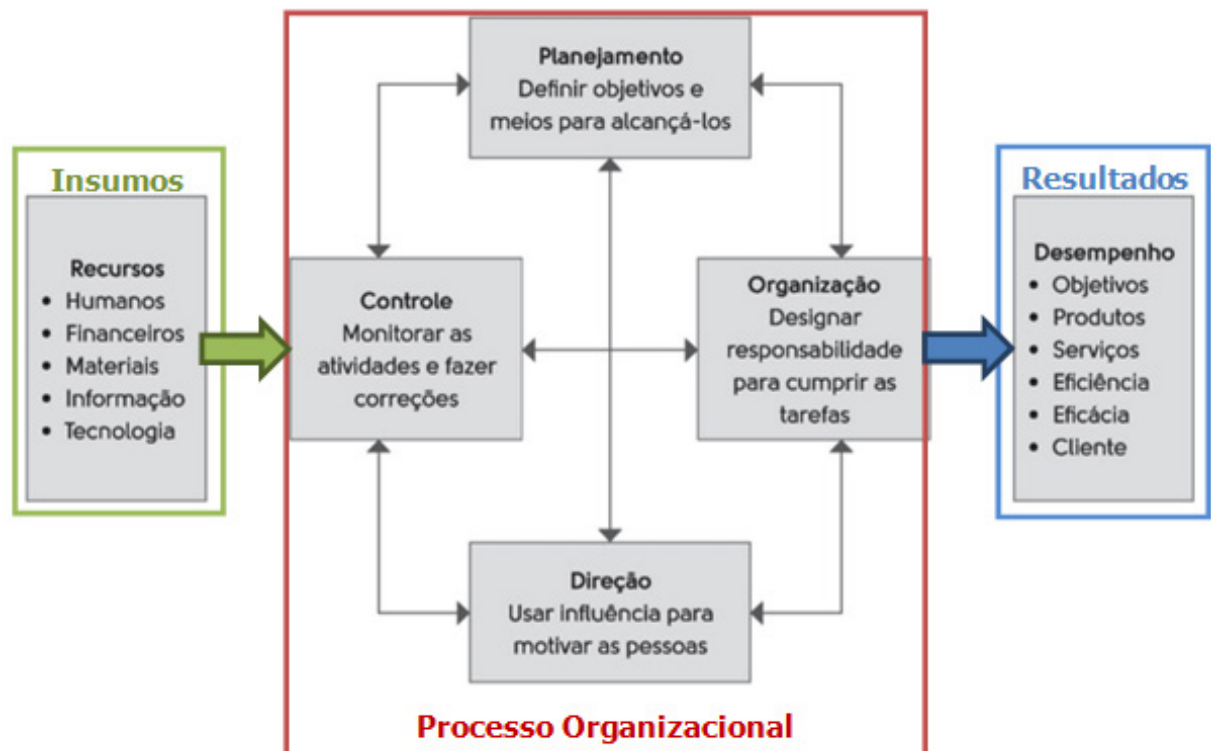 Insumos
Recursos
• Humanos
• Financeiros
• Materiais
• Informação
• Tecnologia
Planejamento
Definir objetivos e
meios para alcançá-los
Controle
Monitorar as
atividades e fazer
correções
Organização
Designar
responsabilidade
para cumprir as
tarefas
Direção
Usar influência para
motivar as pessoas
Processo Organizacional
Resultados
Desempenho
• Objetivos
• Produtos
• Serviços
• Eficiência
• Eficácia
• Cliente